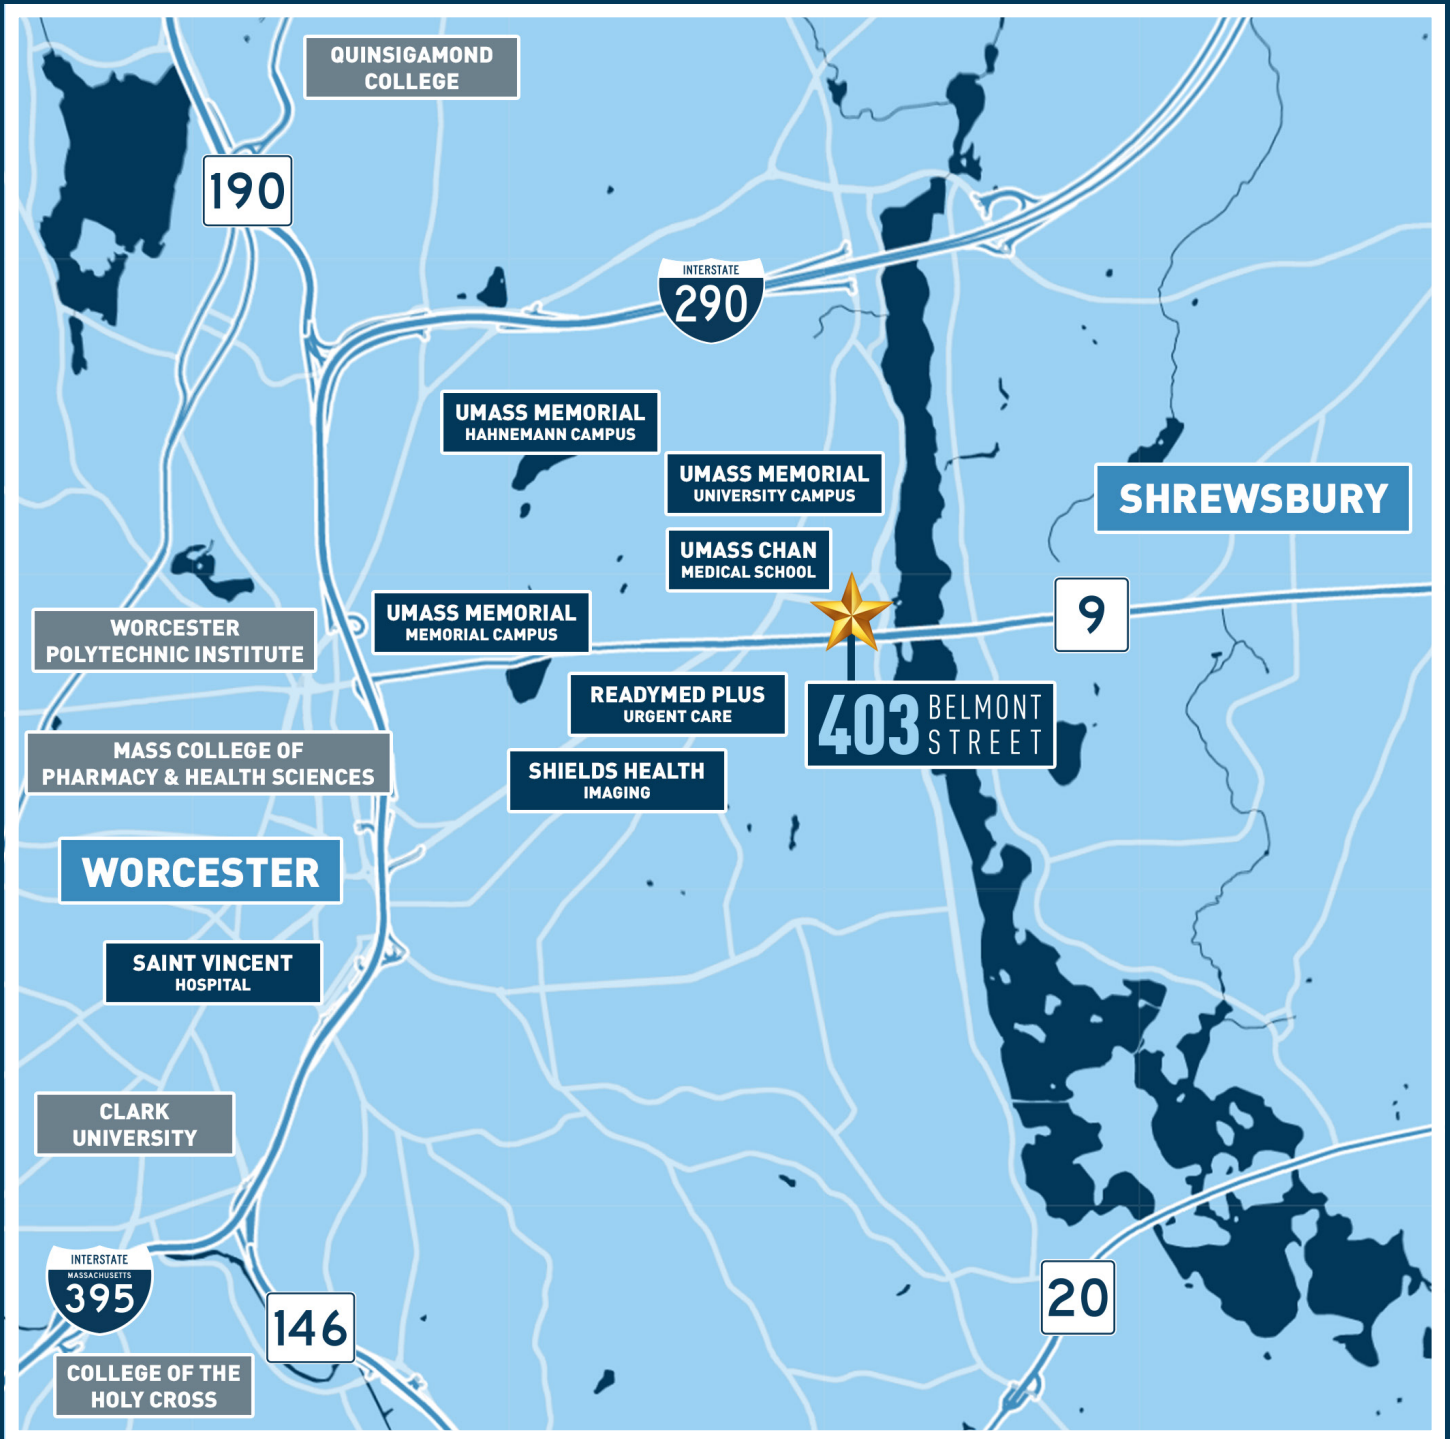 QUINSIGAMOND
COLLEGE
190
INTERSTATE
290
UMASS MEMORIAL
HAHNEMANN CAMPUS
UMASS MEMORIAL
UNIVERSITY CAMPUS
SHREWSBURY
UMASS CHAN
MEDICAL SCHOOL
9
UMASS MEMORIAL
MEMORIAL CAMPUS
WORCESTER
POLYTECHNIC INSTITUTE
READYMED PLUS
URGENT CARE
403 BELMONT
STREET
MASS COLLEGE OF
PHARMACY & HEALTH SCIENCES
SHIELDS HEALTH
IMAGING
WORCESTER
SAINT VINCENT
HOSPITAL
CLARK
UNIVERSITY
INTERSTATE
MASSACHUSETTS
395
146
20
COLLEGE OF THE
HOLY CROSS